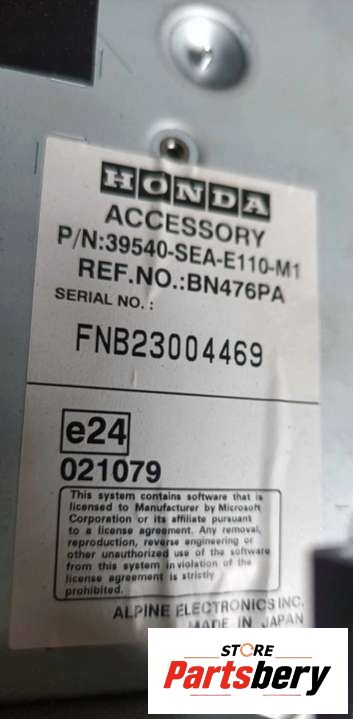 HONDA
ACCESSORY
P/N:39540-SEA-E110-M1
REF.NO.:BN476PA
SERIAL NO. :
FNB23004469
e24
021079
This system contains software that is
licensed to Manufacturer by Microsoft
Corporation or its affiliate pursuant
to a license agreement. Any removal,
reproduction, reverse engineering or
other unauthorized use of the software
from this system in violation of the
license agreement is strictly
prohibited.
ALPINE ELECTRONICS INC.
MADE IN JAPAN
STORE
Partsbery